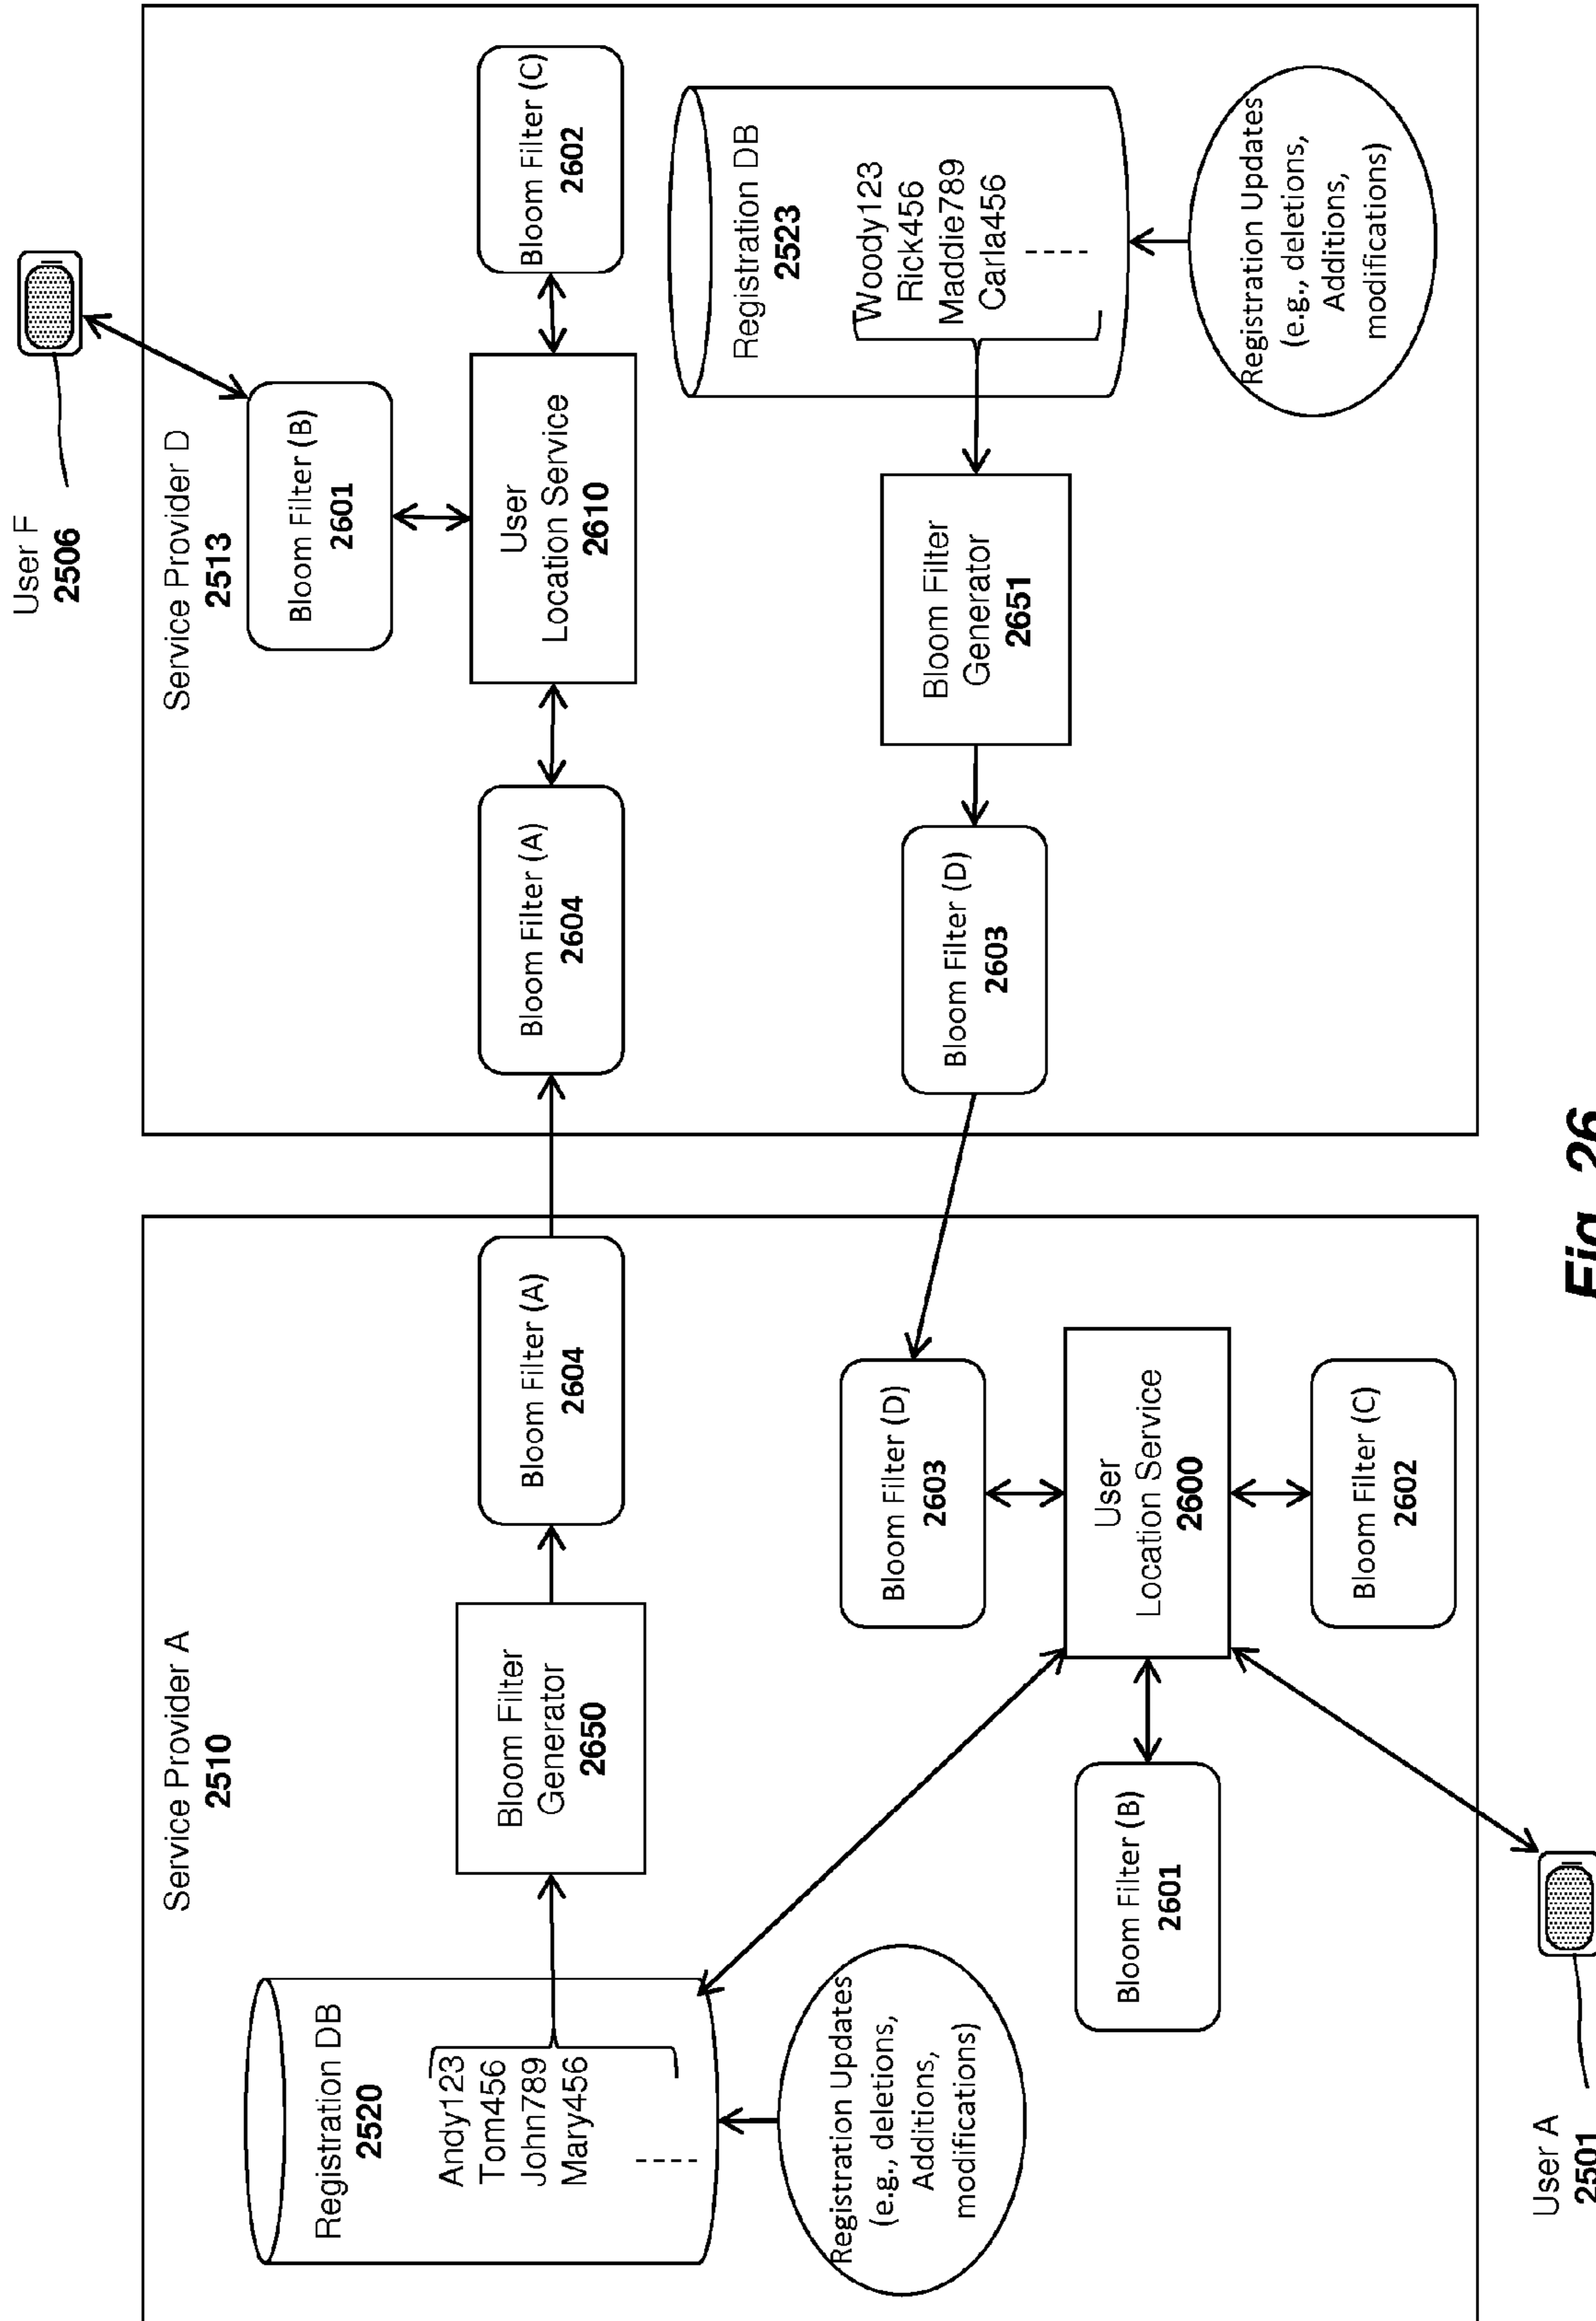 Service Provider A
2510
Registration DB
2520
Andy123
Tom456
John789
Mary456
Registration Updates
(e.g., deletions,
Additions,
modifications)
Bloom Filter
Generator
2650
Bloom Filter (A)
2604
Bloom Filter (D)
2603
User
Location Service
2600
Bloom Filter (B)
2601
Bloom Filter (C)
2602
User A
2501
User F
2506
Service Provider D
2513
Bloom Filter (B)
2601
Bloom Filter (A)
2604
User
Location Service
2610
Bloom Filter (C)
2602
Bloom Filter (D)
2603
Bloom Filter
Generator
2651
Registration DB
2523
Woody123
Rick456
Maddie789
Carla456
Registration Updates
(e.g., deletions,
Additions,
modifications)
Fig. 26